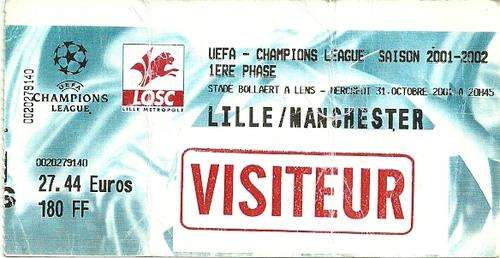 UEFA - CHAMPIONS LEAGUE SAISON 2001-2002
1ERE PHASE
STADE BOLLAERT A LENS - MERCREDI 31 OCTOBRE 2001 A 20H45
LILLE/MANCHESTER
UEFA
CHAMPIONS
LEAGUE
LOSC
LILLE METROPOLE
0020279140
0020279140
27.44 Euros
180 FF
VISITEUR